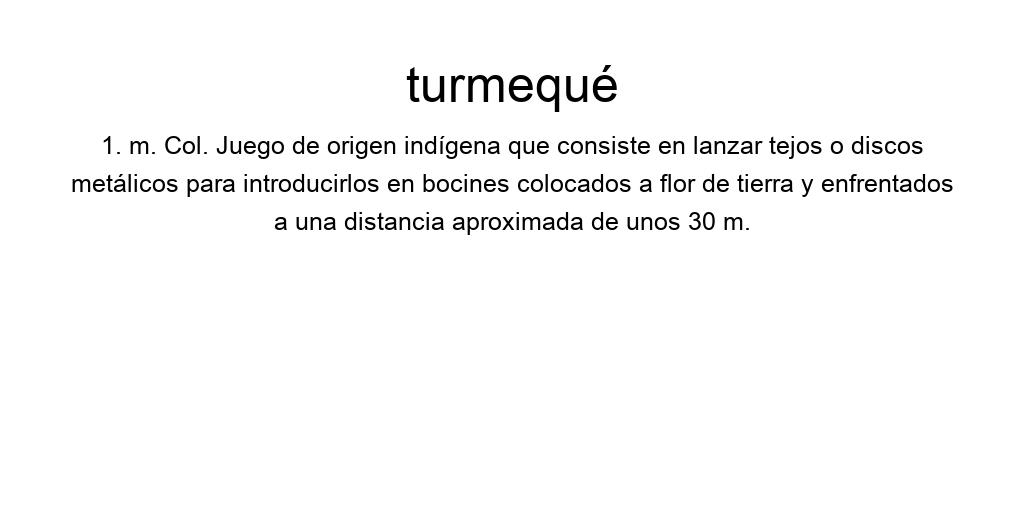 turmequé
1. m. Col. Juego de origen indígena que consiste en lanzar tejos o discos
metálicos para introducirlos en bocines colocados a flor de tierra y enfrentados
a una distancia aproximada de unos 30 m.